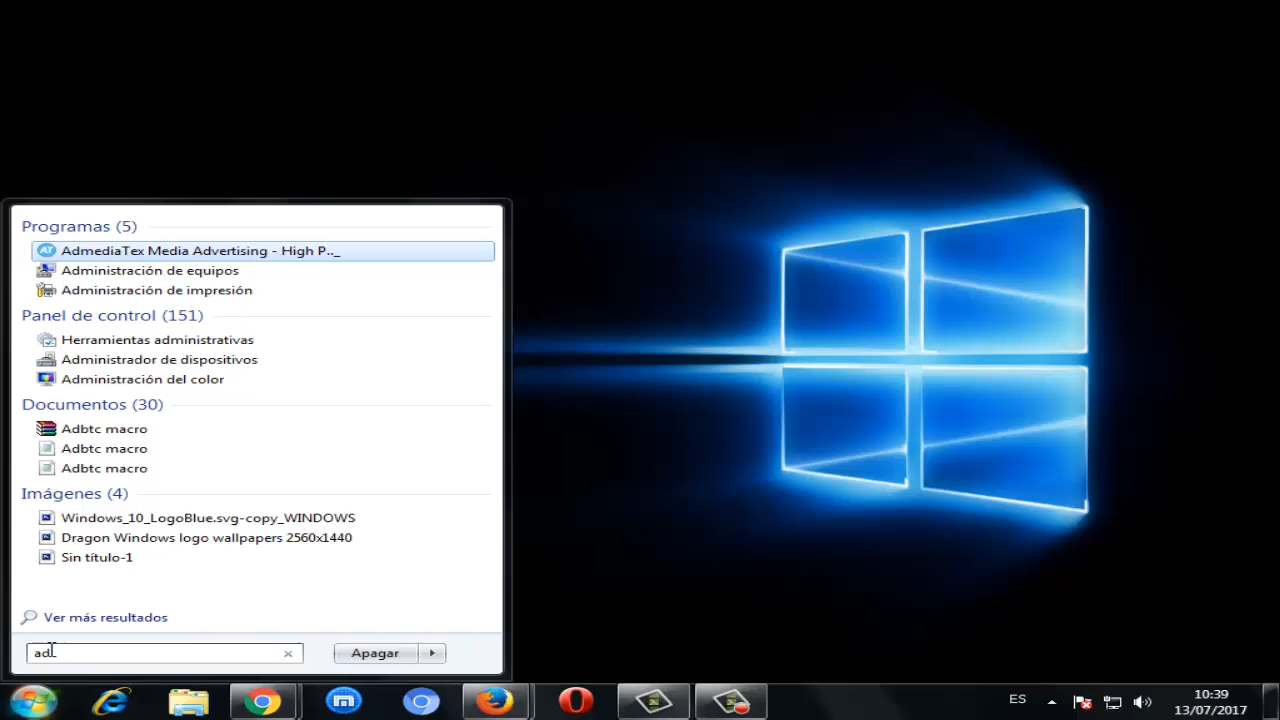 Programas (5)
AT AdmediaTex Media Advertising - High P.._
Administración de equipos
Administración de impresión
Panel de control (151)
Herramientas administrativas
Administrador de dispositivos
Administración del color
Documentos (30)
Adbtc macro
Adbtc macro
Adbtc macro
Imágenes (4)
Windows_10_LogoBlue.svg-copy_WINDOWS
Dragon Windows logo wallpapers 2560x1440
Sin título-1
Ver más resultados
ad
Apagar
ES
10:39
13/07/2017